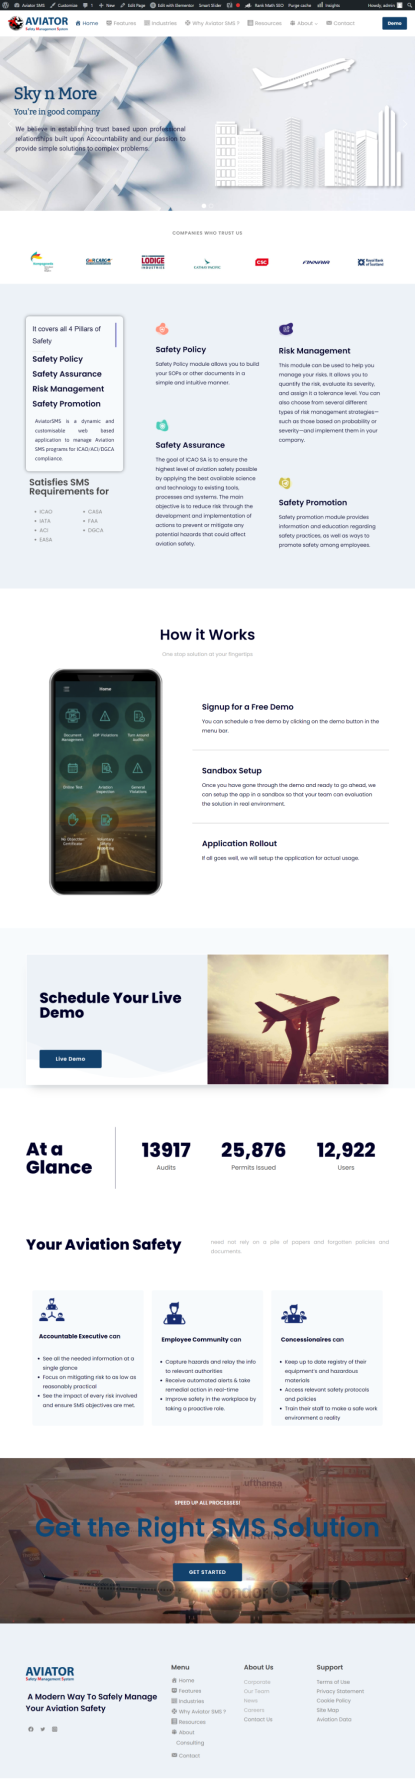 Aviator SMS Customize 1 New Edit Page Edit with Elementor Smart Slider Rank Math SEO Purge cache Insights Howdy, admin
AVIATOR
Safety Management System
Home Features Industries Why Aviator SMS ? Resources About Contact Demo
Sky n More
You're in good company
We believe in establishing trust based upon professional
relationships built upon Accountability and our passion to
provide simple solutions to complex problems.
COMPANIES WHO TRUST US
LODIGE
INDUSTRIES
CATHAY PACIFIC
CSC
FINNAIR
Royal Bank
of Scotland
It covers all 4 Pillars of
Safety
Safety Policy
Safety Assurance
Risk Management
Safety Promotion
AviatorSMS is a dynamic and
customisable web based
application to manage Aviation
SMS programs for ICAO/ACI/DGCA
compliance.
Satisfies SMS
Requirements for
ICAO
IATA
ACI
EASA
CASA
FAA
DGCA
Safety Policy
Safety Policy module allows you to build
your SOPs or other documents in a
simple and intuitive manner.
Safety Assurance
The goal of ICAO SA is to ensure the
highest level of aviation safety possible
by applying the best available science
and technology to existing tools,
processes and systems. The main
objective is to reduce risk through the
development and implementation of
actions to prevent or mitigate any
potential hazards that could affect
aviation safety.
Risk Management
This module can be used to help you
manage your risks. It allows you to
quantify the risk, evaluate its severity,
and assign it a tolerance level. You can
also choose from several different
types of risk management strategies—
such as those based on probability or
severity—and implement them in your
company.
Safety Promotion
Safety promotion module provides
information and education regarding
safety practices, as well as ways to
promote safety among employees.
How it Works
One stop solution at your fingertips
Home
Document
Management
ADP Violations
Turn Around
Audits
Online Test
Aviation
Inspection
General
Violations
No Objection
Certificate
Voluntary
Safety
Reporting
Signup for a Free Demo
You can schedule a free demo by clicking on the demo button in the
menu bar.
Sandbox Setup
Once you have gone through the demo and ready to go ahead, we
can setup the app in a sandbox so that your team can evaluation
the solution in real environment.
Application Rollout
If all goes well, we will setup the application for actual usage.
Schedule Your Live
Demo
Live Demo
At a
Glance
13917
Audits
25,876
Permits Issued
12,922
Users
Your Aviation Safety
need not rely on a pile of papers and forgotten policies and
documents.
Accountable Executive can
See all the needed information at a
single glance
Focus on mitigating risk to as low as
reasonably practical
See the impact of every risk involved
and ensure SMS objectives are met.
Employee Community can
Capture hazards and relay the info
to relevant authorities
Receive automated alerts & take
remedial action in real-time
Improve safety in the workplace by
taking a proactive role.
Concessionaires can
Keep up to date registry of their
equipment's and hazardous
materials
Access relevant safety protocols
and policies
Train their staff to make a safe work
environment a reality
ufthansa
SPEED UP ALL PROCESSES!
Get the Right SMS Solution
GET STARTED
Condor
AVIATOR
Safety Management System
A Modern Way To Safely Manage
Your Aviation Safety
Menu
Home
Features
Industries
Why Aviator SMS ?
Resources
About
Consulting
Contact
About Us
Corporate
Our Team
News
Careers
Contact Us
Support
Terms of Use
Privacy Statement
Cookie Policy
Site Map
Aviation Data